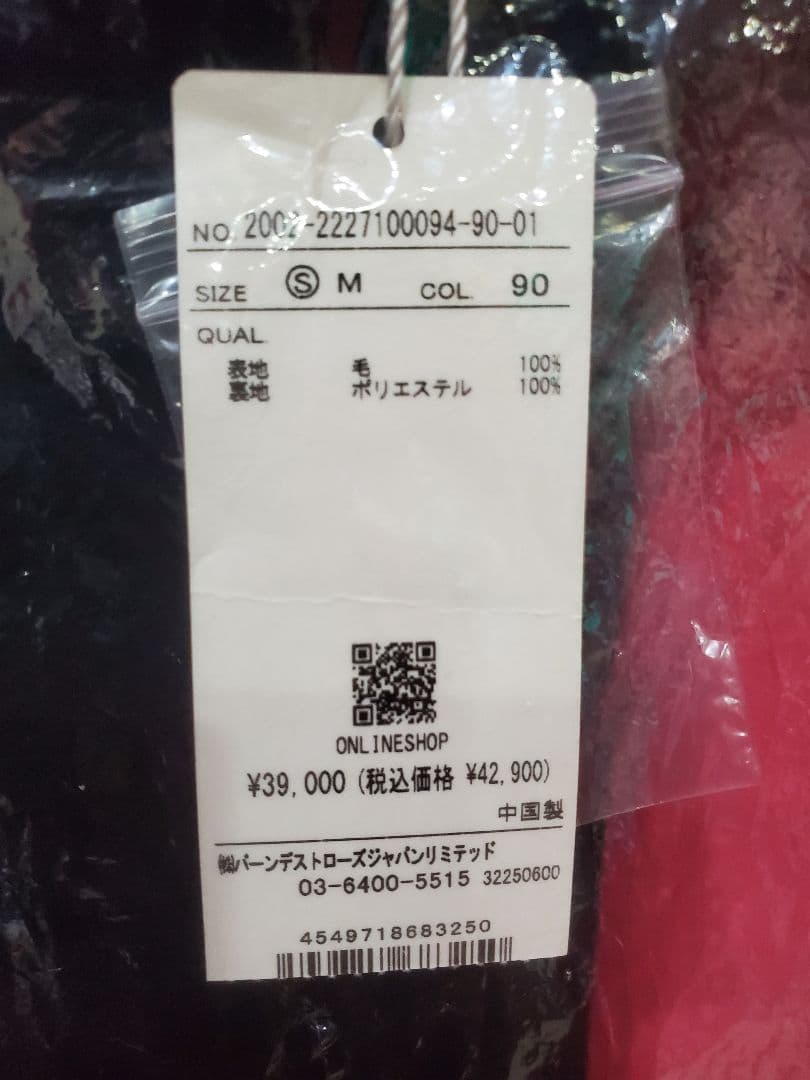 NO. 2002-2227100094-90-01
SIZE Ⓢ M COL. 90
QUAL.
表地 毛 100%
裏地 ポリエステル 100%
ONLINESHOP
¥39,000 (税込価格 ¥42,900)
中国製
㈱バーンデストローズジャパンリミテッド
03-6400-5515 32250600
4549718683250